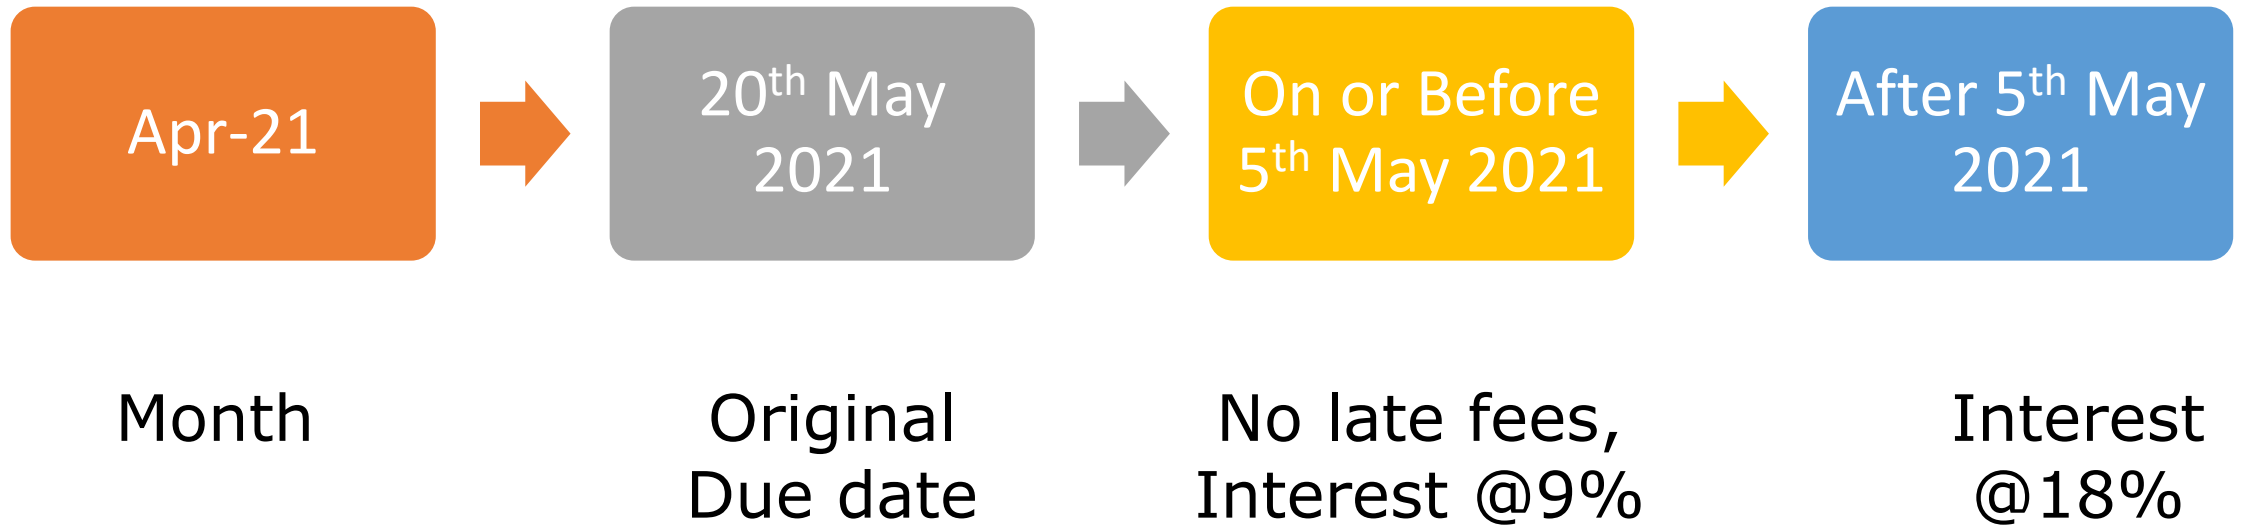 Apr-21
20th May
2021
On or Before
5th May 2021
After 5th May
2021
Month
Original
Due date
No late fees,
Interest @9%
Interest
@18%